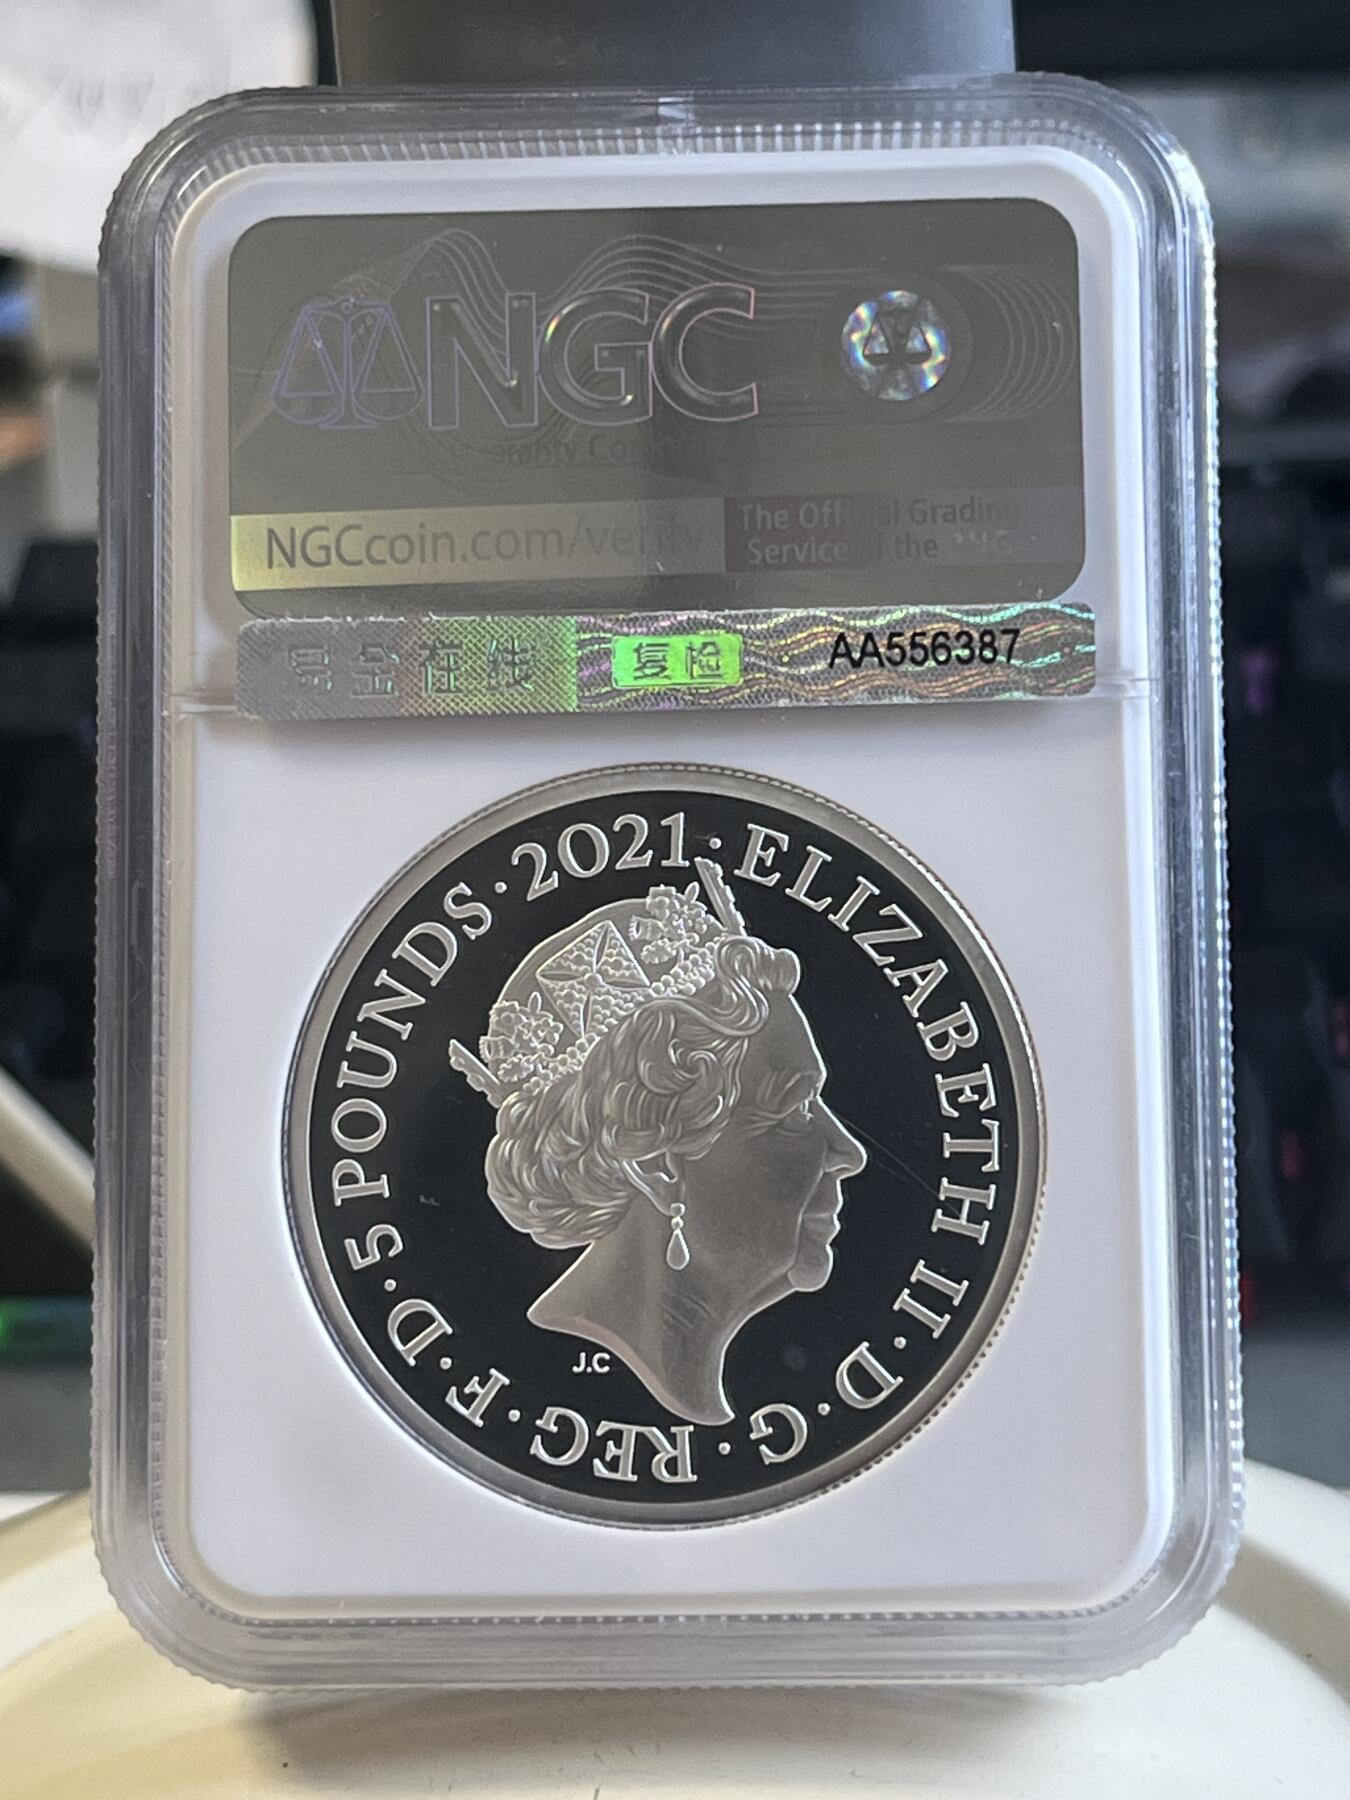 NGC
NGCcoin.com/verify
The Official Grading
Service of the
易金在线 复检 AA556387
ELIZABETH II · D · G · REG · F · D · 5 POUNDS · 2021 ·
J.C